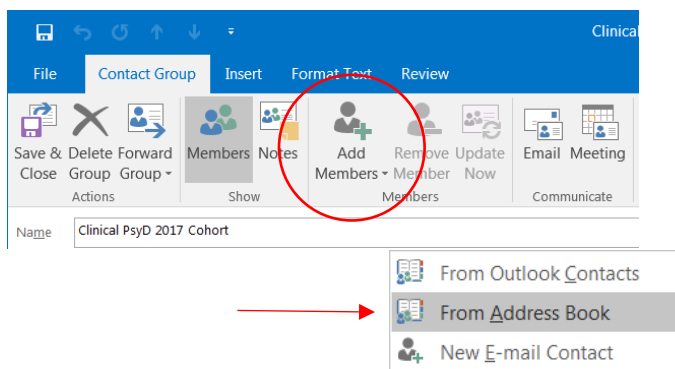 Clinical
File Contact Group Insert Format Text Review
Save & Delete Forward Members Notes Add Remove Update Email Meeting
Close Group Group Members Member Now
Actions Show Members Communicate
Name Clinical PsyD 2017 Cohort
From Outlook Contacts
From Address Book
New E-mail Contact